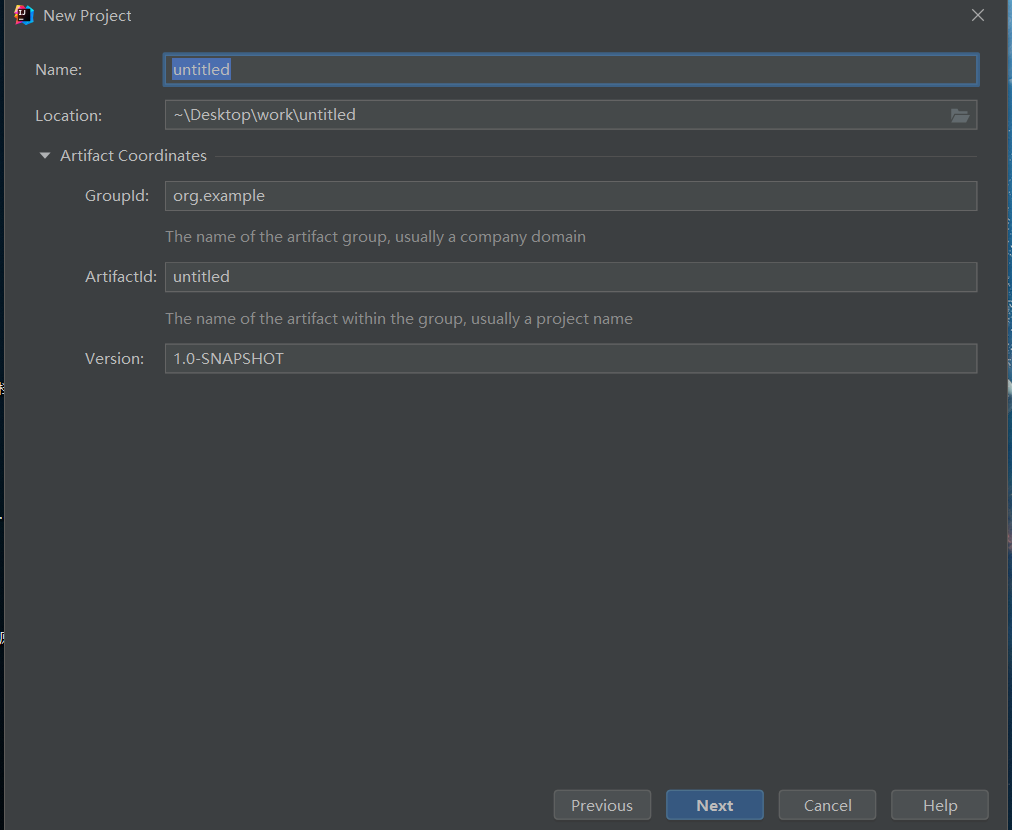 New Project
Name: untitled
Location: ~\Desktop\work\untitled
Artifact Coordinates
GroupId: org.example
The name of the artifact group, usually a company domain
ArtifactId: untitled
The name of the artifact within the group, usually a project name
Version: 1.0-SNAPSHOT
Previous Next Cancel Help